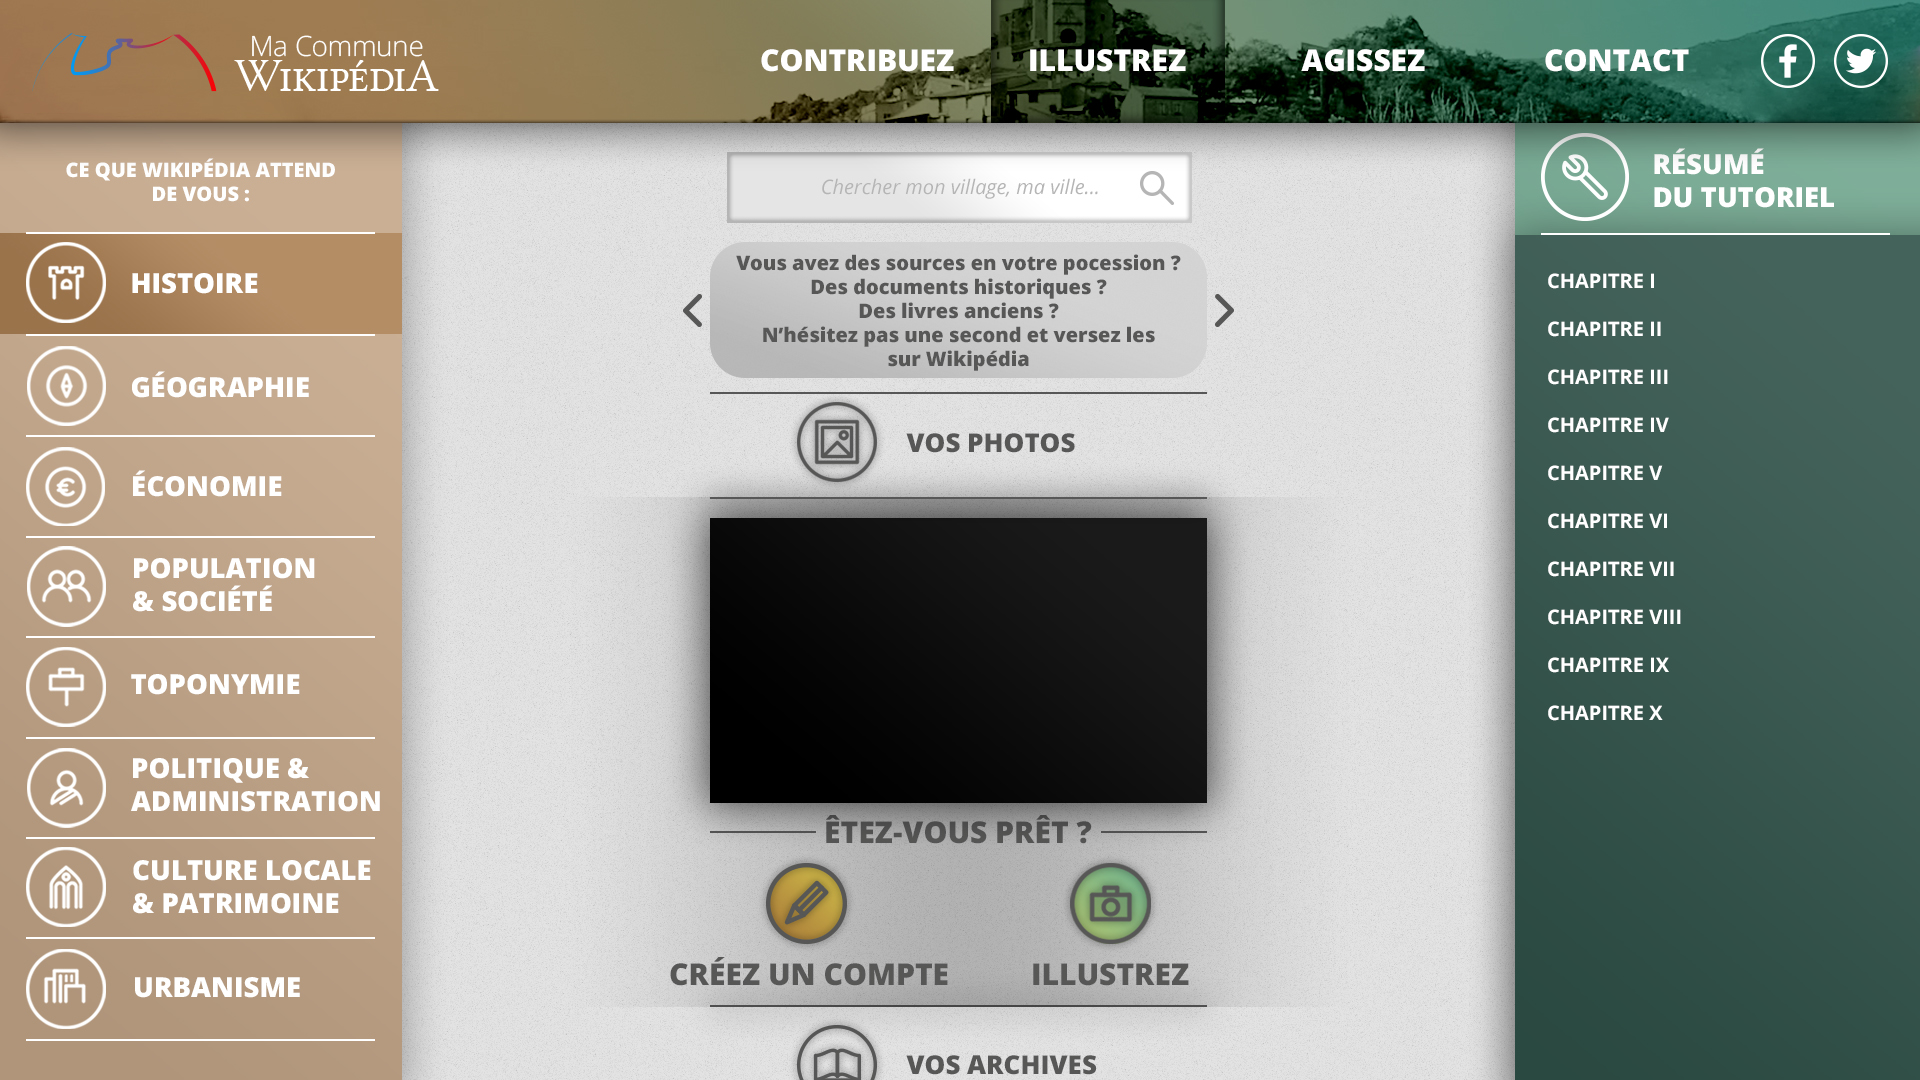 Ma Commune
WIKIPÉDIA
CONTRIBUEZ
ILLUSTREZ
AGISSEZ
CONTACT
CE QUE WIKIPÉDIA ATTEND
DE VOUS :
HISTOIRE
GÉOGRAPHIE
ÉCONOMIE
POPULATION
& SOCIÉTÉ
TOPONYMIE
POLITIQUE &
ADMINISTRATION
CULTURE LOCALE
& PATRIMOINE
URBANISME
Chercher mon village, ma ville...
Vous avez des sources en votre pocession ?
Des documents historiques ?
Des livres anciens ?
N’hésitez pas une second et versez les
sur Wikipédia
VOS PHOTOS
ÊTEZ-VOUS PRÊT ?
CRÉEZ UN COMPTE
ILLUSTREZ
VOS ARCHIVES
RÉSUMÉ
DU TUTORIEL
CHAPITRE I
CHAPITRE II
CHAPITRE III
CHAPITRE IV
CHAPITRE V
CHAPITRE VI
CHAPITRE VII
CHAPITRE VIII
CHAPITRE IX
CHAPITRE X